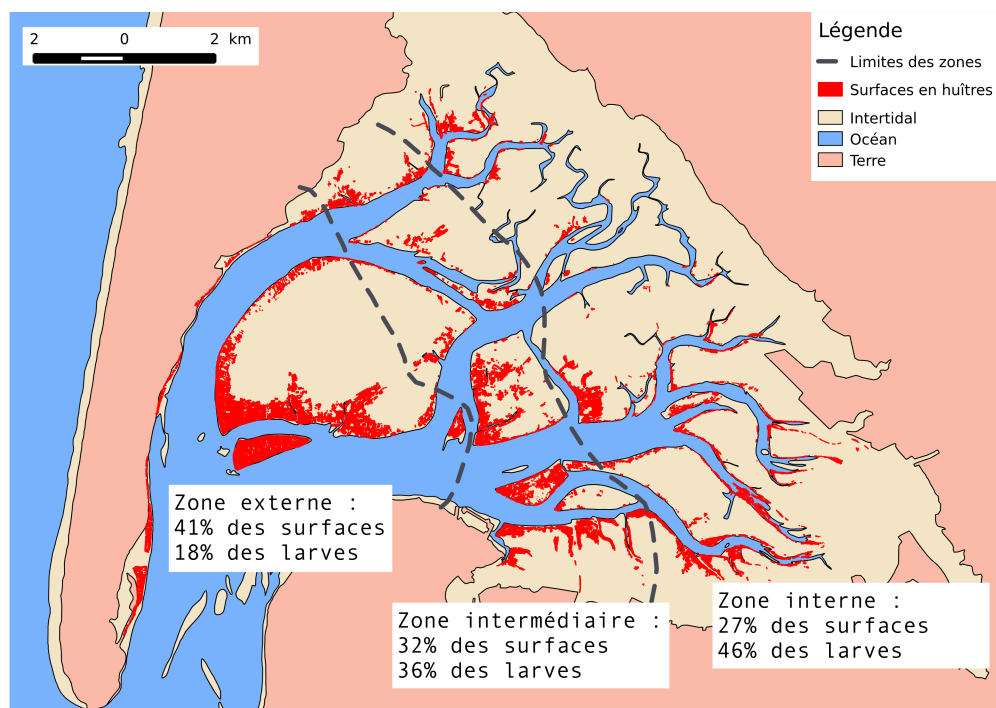 2 0 2 km
Légende
Limites des zones
Surfaces en huîtres
Intertidal
Océan
Terre
Zone externe :
41% des surfaces
18% des larves
Zone intermédiaire :
32% des surfaces
36% des larves
Zone interne :
27% des surfaces
46% des larves